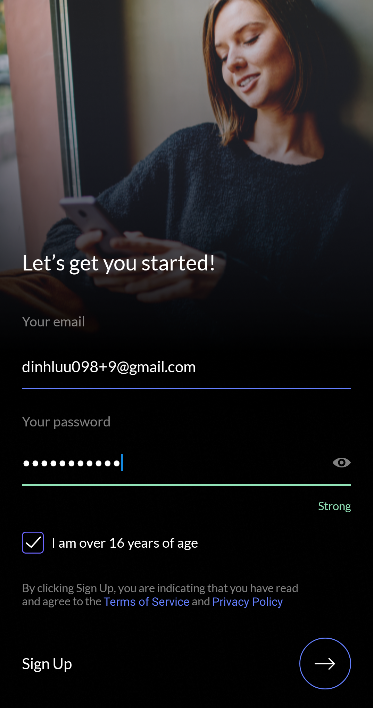 Let's get you started!
Your email
dinhluu098+9@gmail.com
Your password
•••••••••••
Strong
I am over 16 years of age
By clicking Sign Up, you are indicating that you have read
and agree to the Terms of Service and Privacy Policy
Sign Up